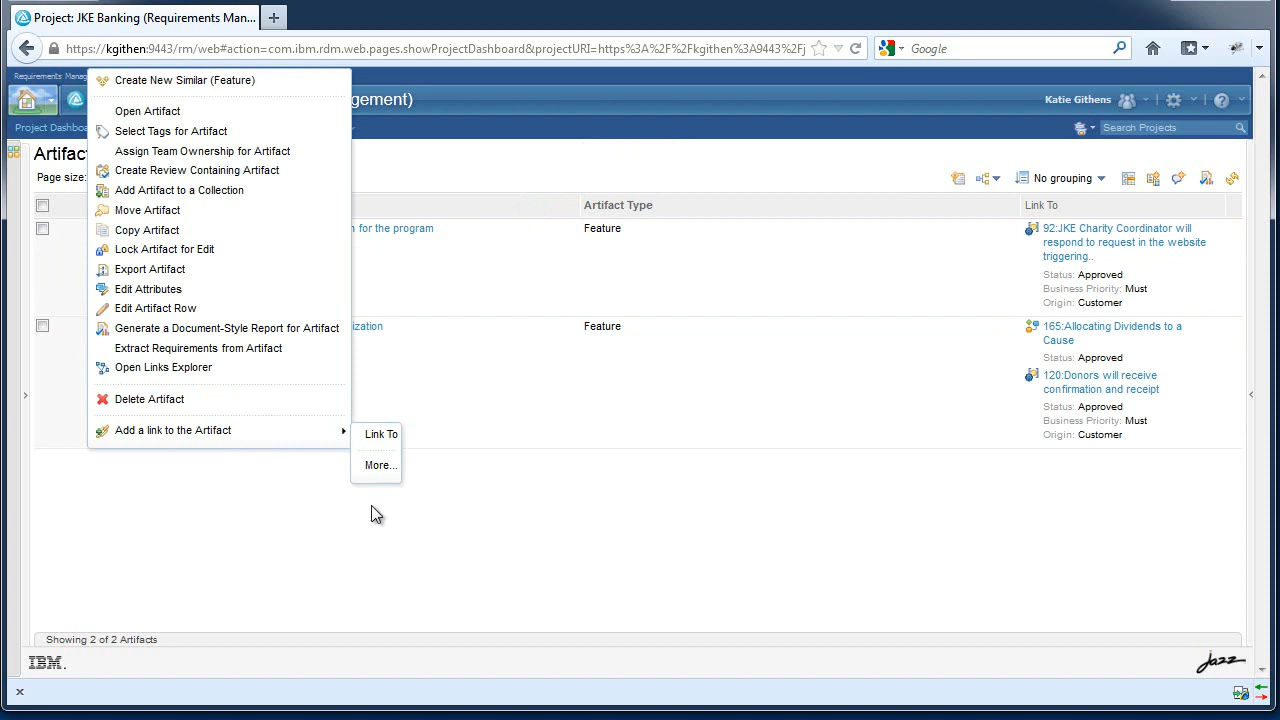 Project: JKE Banking (Requirements Man...
https://kgithen:9443/rm/web#action=com.ibm.rdm.web.pages.showProjectDashboard&projectURI=https%3A%2F%2Fkgithen%3A9443%2Fj
Google
Requirements Manag
gement)
Katie Githens
Project Dashboa
Search Projects
Artifac
Page size:
No grouping
Artifact Type
Link To
n for the program
Feature
92:JKE Charity Coordinator will
respond to request in the website
triggering..
Status: Approved
Business Priority: Must
Origin: Customer
ization
Feature
165:Allocating Dividends to a
Cause
Status: Approved
120:Donors will receive
confirmation and receipt
Status: Approved
Business Priority: Must
Origin: Customer
Create New Similar (Feature)
Open Artifact
Select Tags for Artifact
Assign Team Ownership for Artifact
Create Review Containing Artifact
Add Artifact to a Collection
Move Artifact
Copy Artifact
Lock Artifact for Edit
Export Artifact
Edit Attributes
Edit Artifact Row
Generate a Document-Style Report for Artifact
Extract Requirements from Artifact
Open Links Explorer
Delete Artifact
Add a link to the Artifact
Link To
More...
Showing 2 of 2 Artifacts
IBM.
jazz